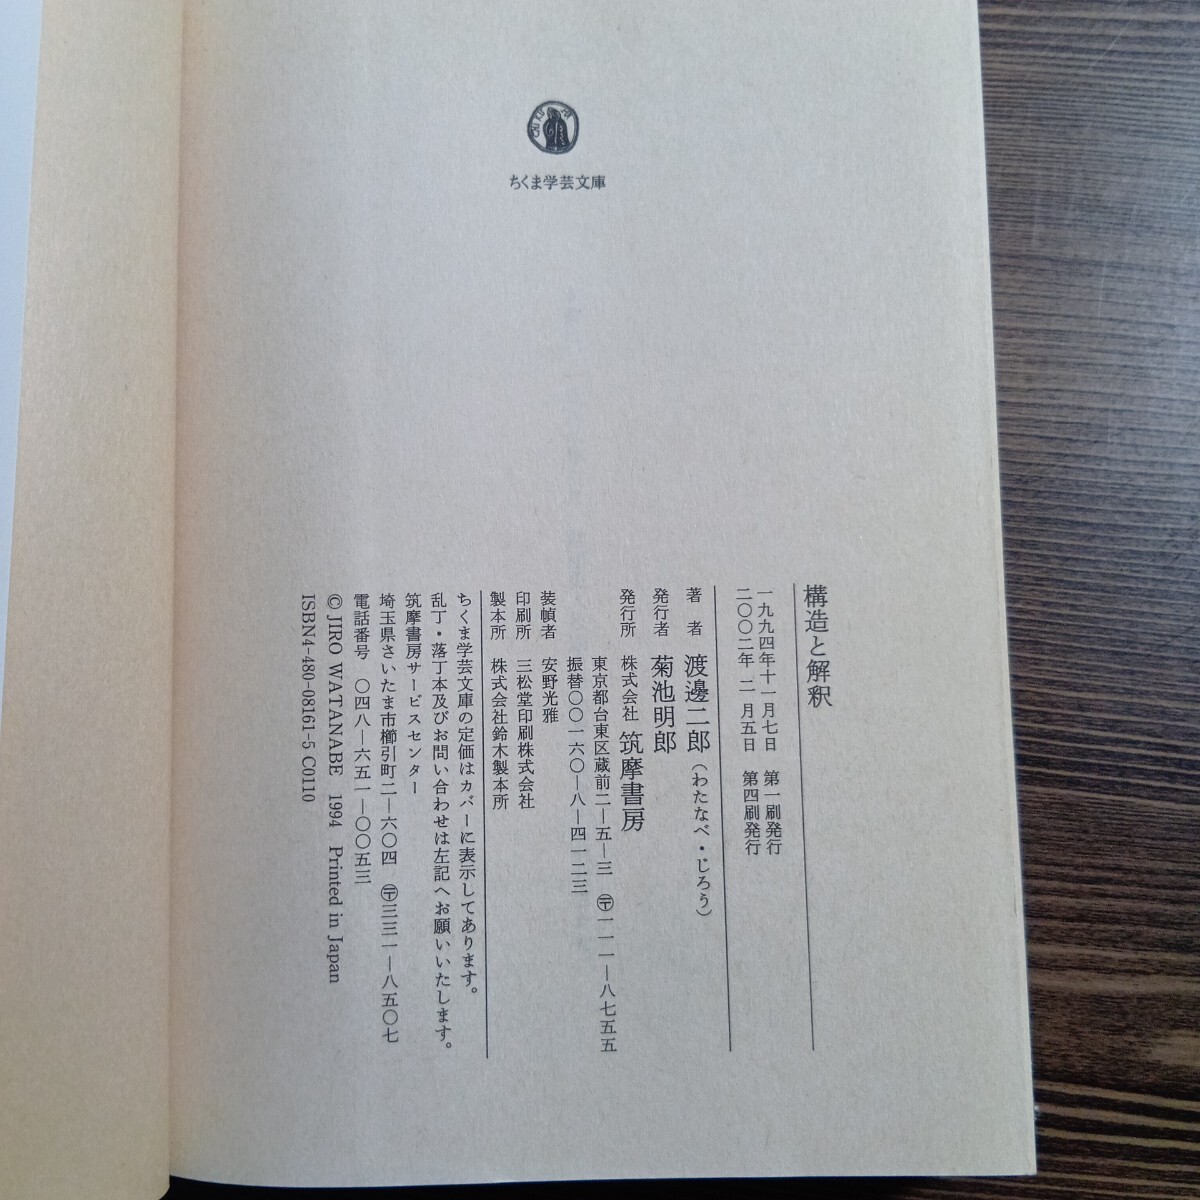 CHIKUMA
ちくま学芸文庫
構造と解釈
一九九四年十一月七日 第一刷発行
二〇〇二年 二月五日 第四刷発行
著者 渡邊二郎（わたなべ・じろう）
発行者 菊池明郎
発行所 株式会社 筑摩書房
東京都台東区蔵前二―五―三 〒一一一―八七五五
振替〇〇一六〇―八―四一二三
装幀者 安野光雅
印刷所 三松堂印刷株式会社
製本所 株式会社鈴木製本所
ちくま学芸文庫の定価はカバーに表示してあります。
乱丁・落丁本及びお問い合わせは左記へお願いいたします。
筑摩書房サービスセンター
埼玉県さいたま市櫛引町二―六〇四 〒三三一―八五〇七
電話番号 〇四八―六五一―〇〇五三
© JIRO WATANABE 1994 Printed in Japan
ISBN4-480-08161-5 C0110